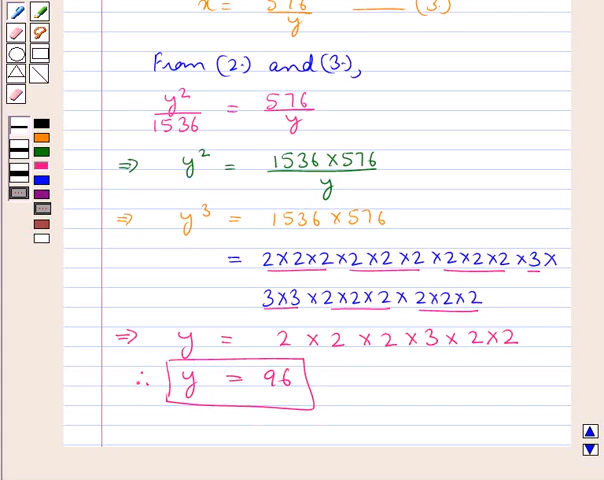 x = 576/y —— (3.)
From (2.) and (3.),
y²/1536 = 576/y
⇒ y² = 1536 × 576/y
⇒ y³ = 1536 × 576
= 2×2×2 × 2×2×2 × 2×2×2 × 3 ×
3×3 × 2×2×2 × 2×2×2
⇒ y = 2 × 2 × 2 × 3 × 2 × 2
∴ y = 96